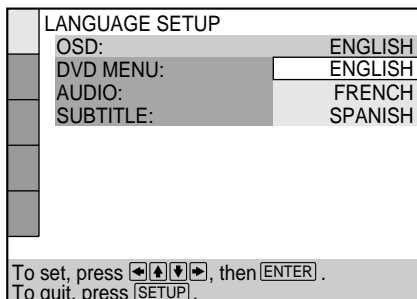 LANGUAGE SETUP
OSD: ENGLISH
DVD MENU: ENGLISH
AUDIO: FRENCH
SUBTITLE: SPANISH
To set, press ←↑↓→, then ENTER.
To quit, press SETUP.